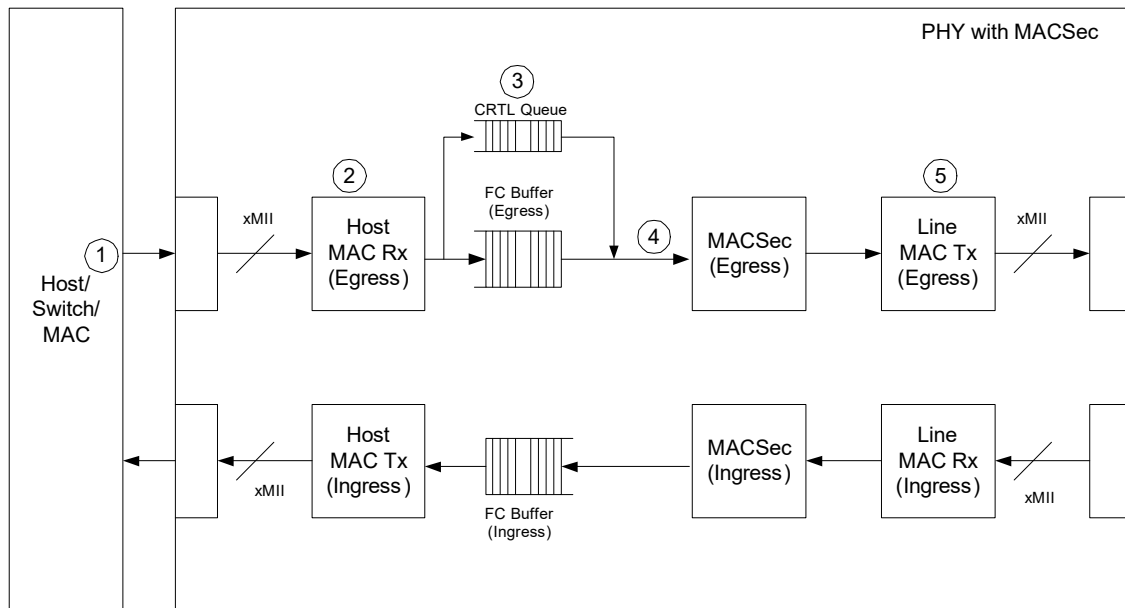 PHY with MACSec
3
CRTL Queue
2
FC Buffer
(Egress)
5
xMII
Host
MAC Rx
(Egress)
4
MACSec
(Egress)
Line
MAC Tx
(Egress)
xMII
1
Host/
Switch/
MAC
Host
MAC Tx
(Ingress)
MACSec
(Ingress)
Line
MAC Rx
(Ingress)
xMII
xMII
FC Buffer
(Ingress)